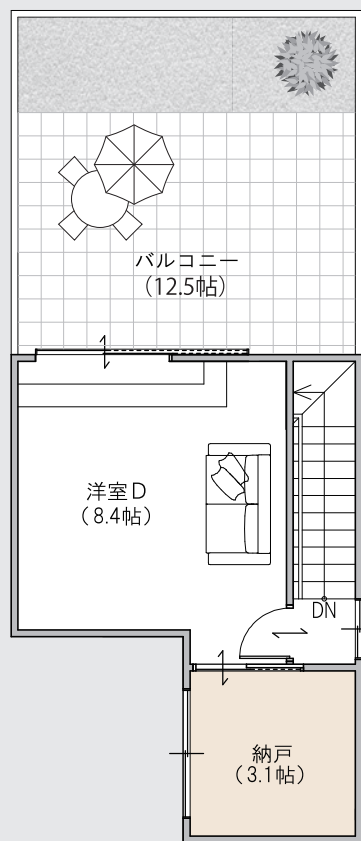 バルコニー
（12.5帖）
洋室D
（8.4帖）
DN
納戸
（3.1帖）